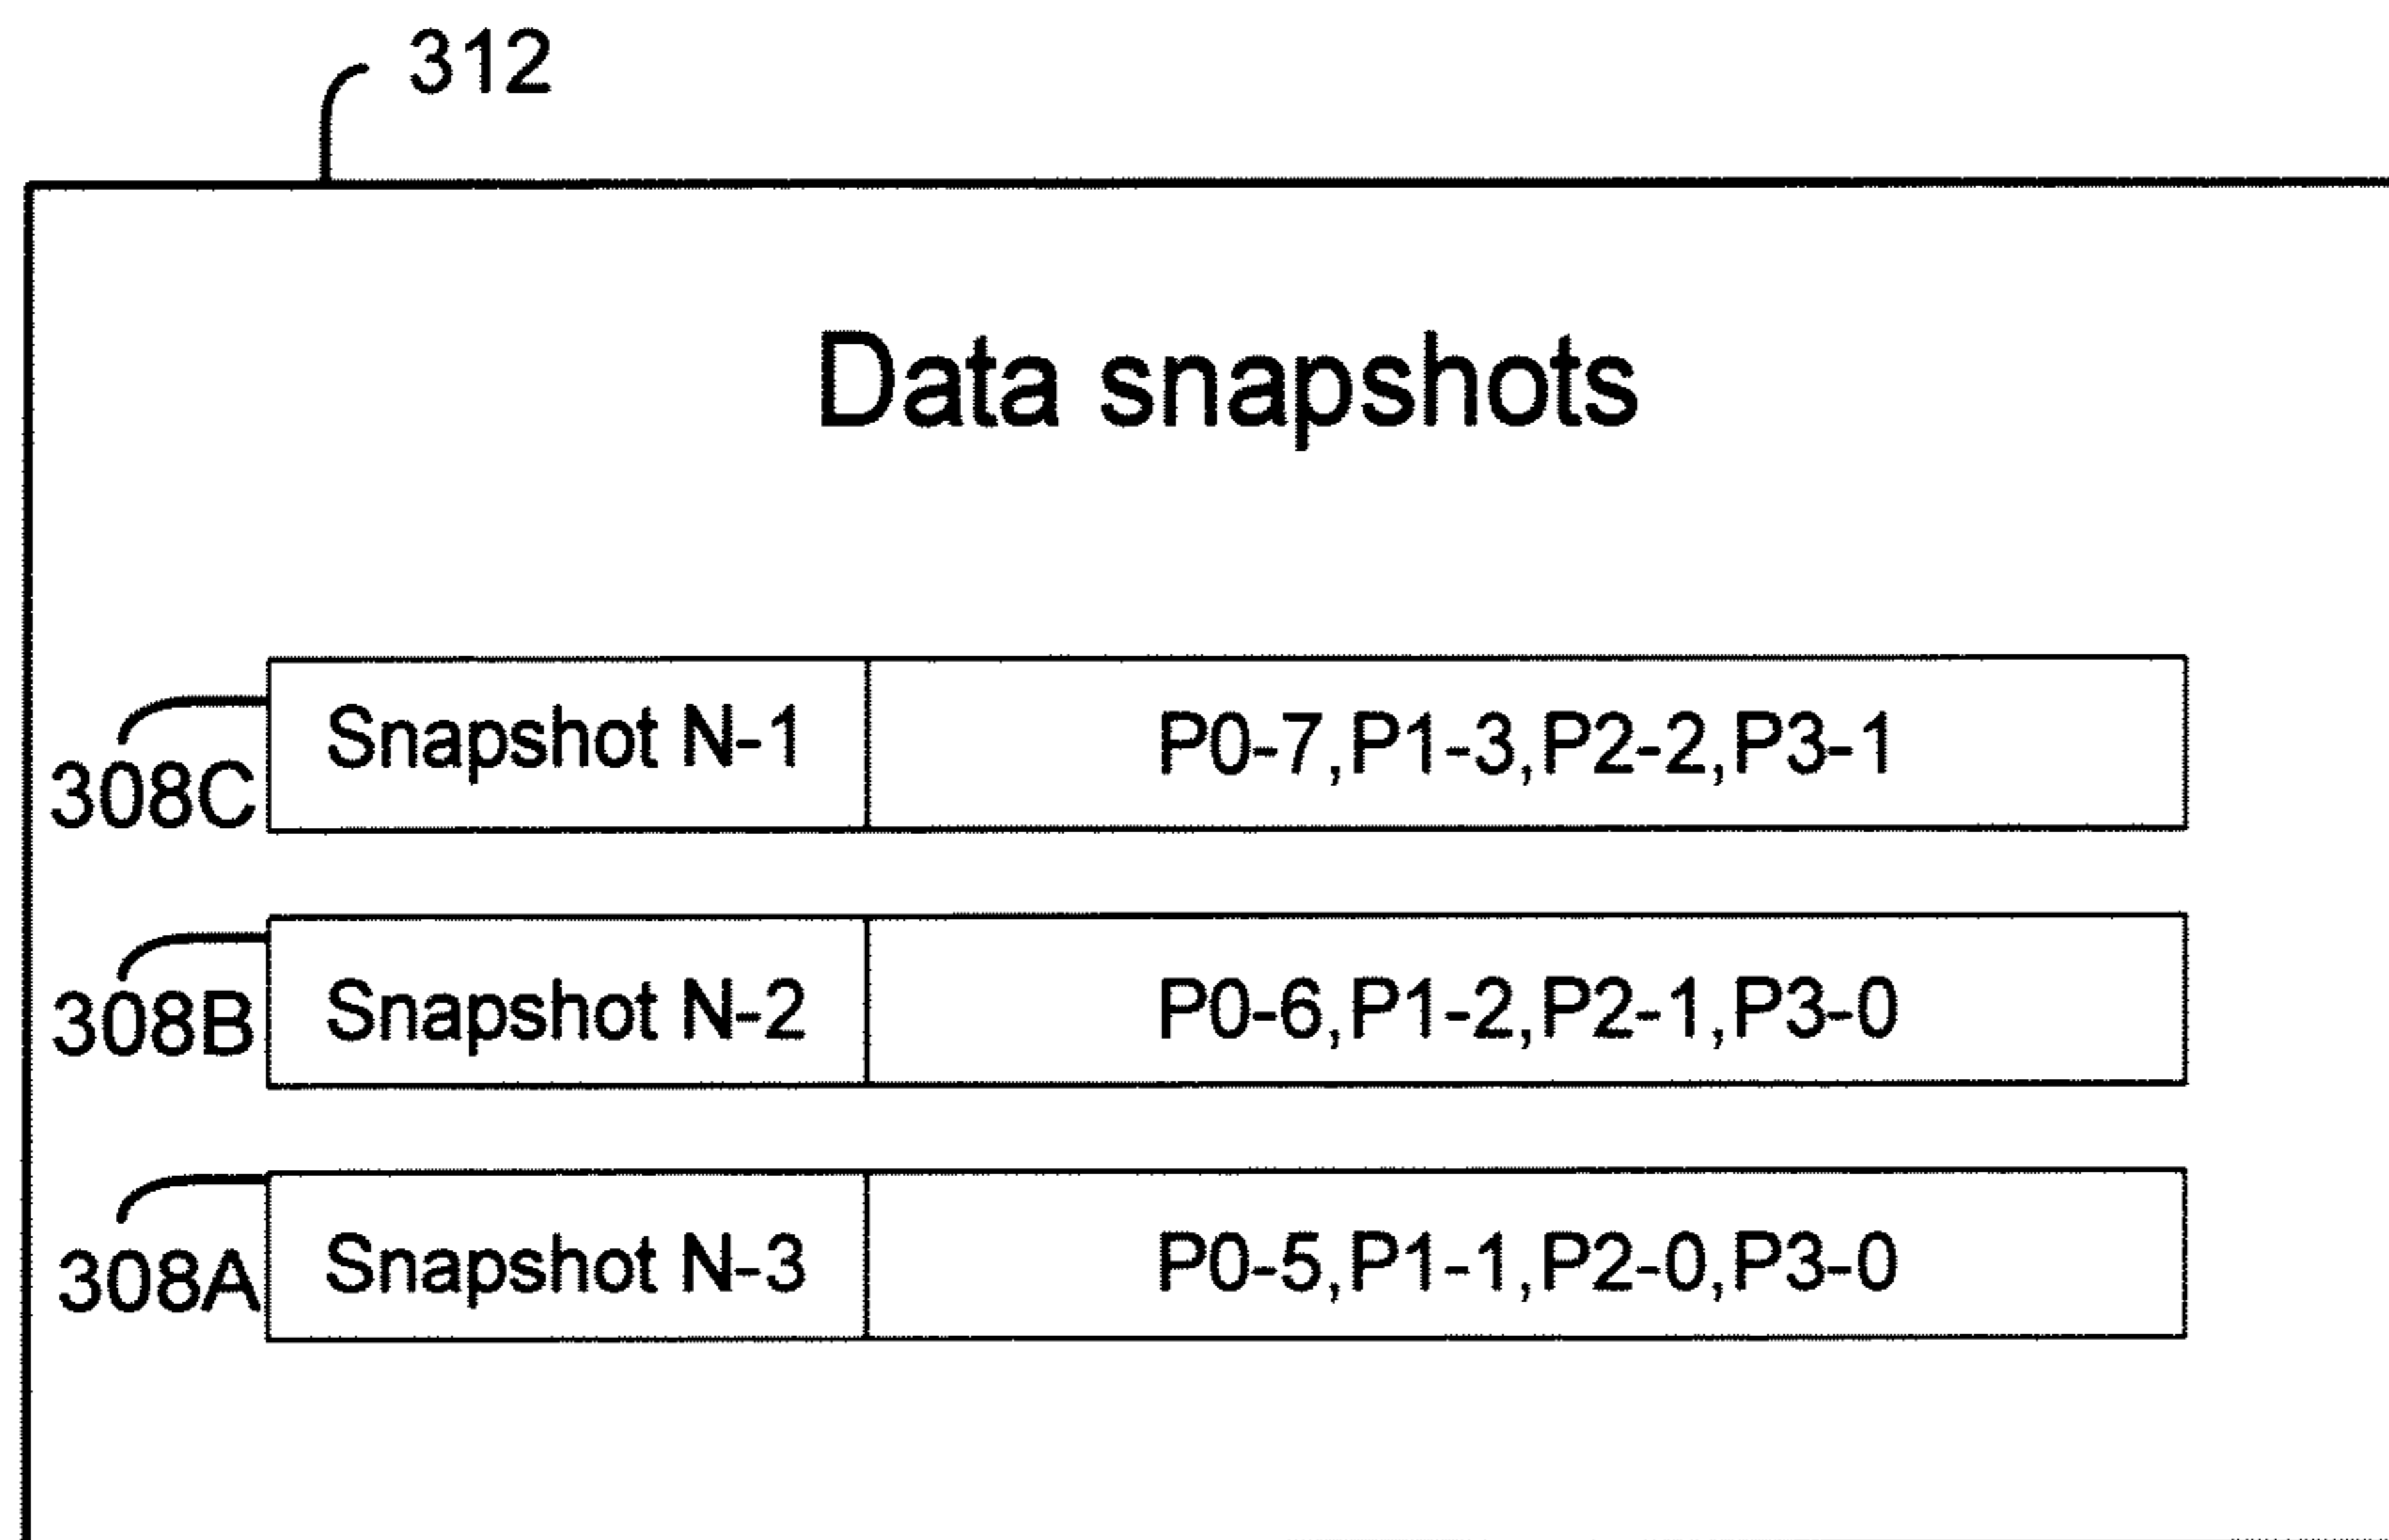 312
Data snapshots
Snapshot N-1 P0-7,P1-3,P2-2,P3-1
308C
Snapshot N-2 P0-6,P1-2,P2-1,P3-0
308B
Snapshot N-3 P0-5,P1-1,P2-0,P3-0
308A